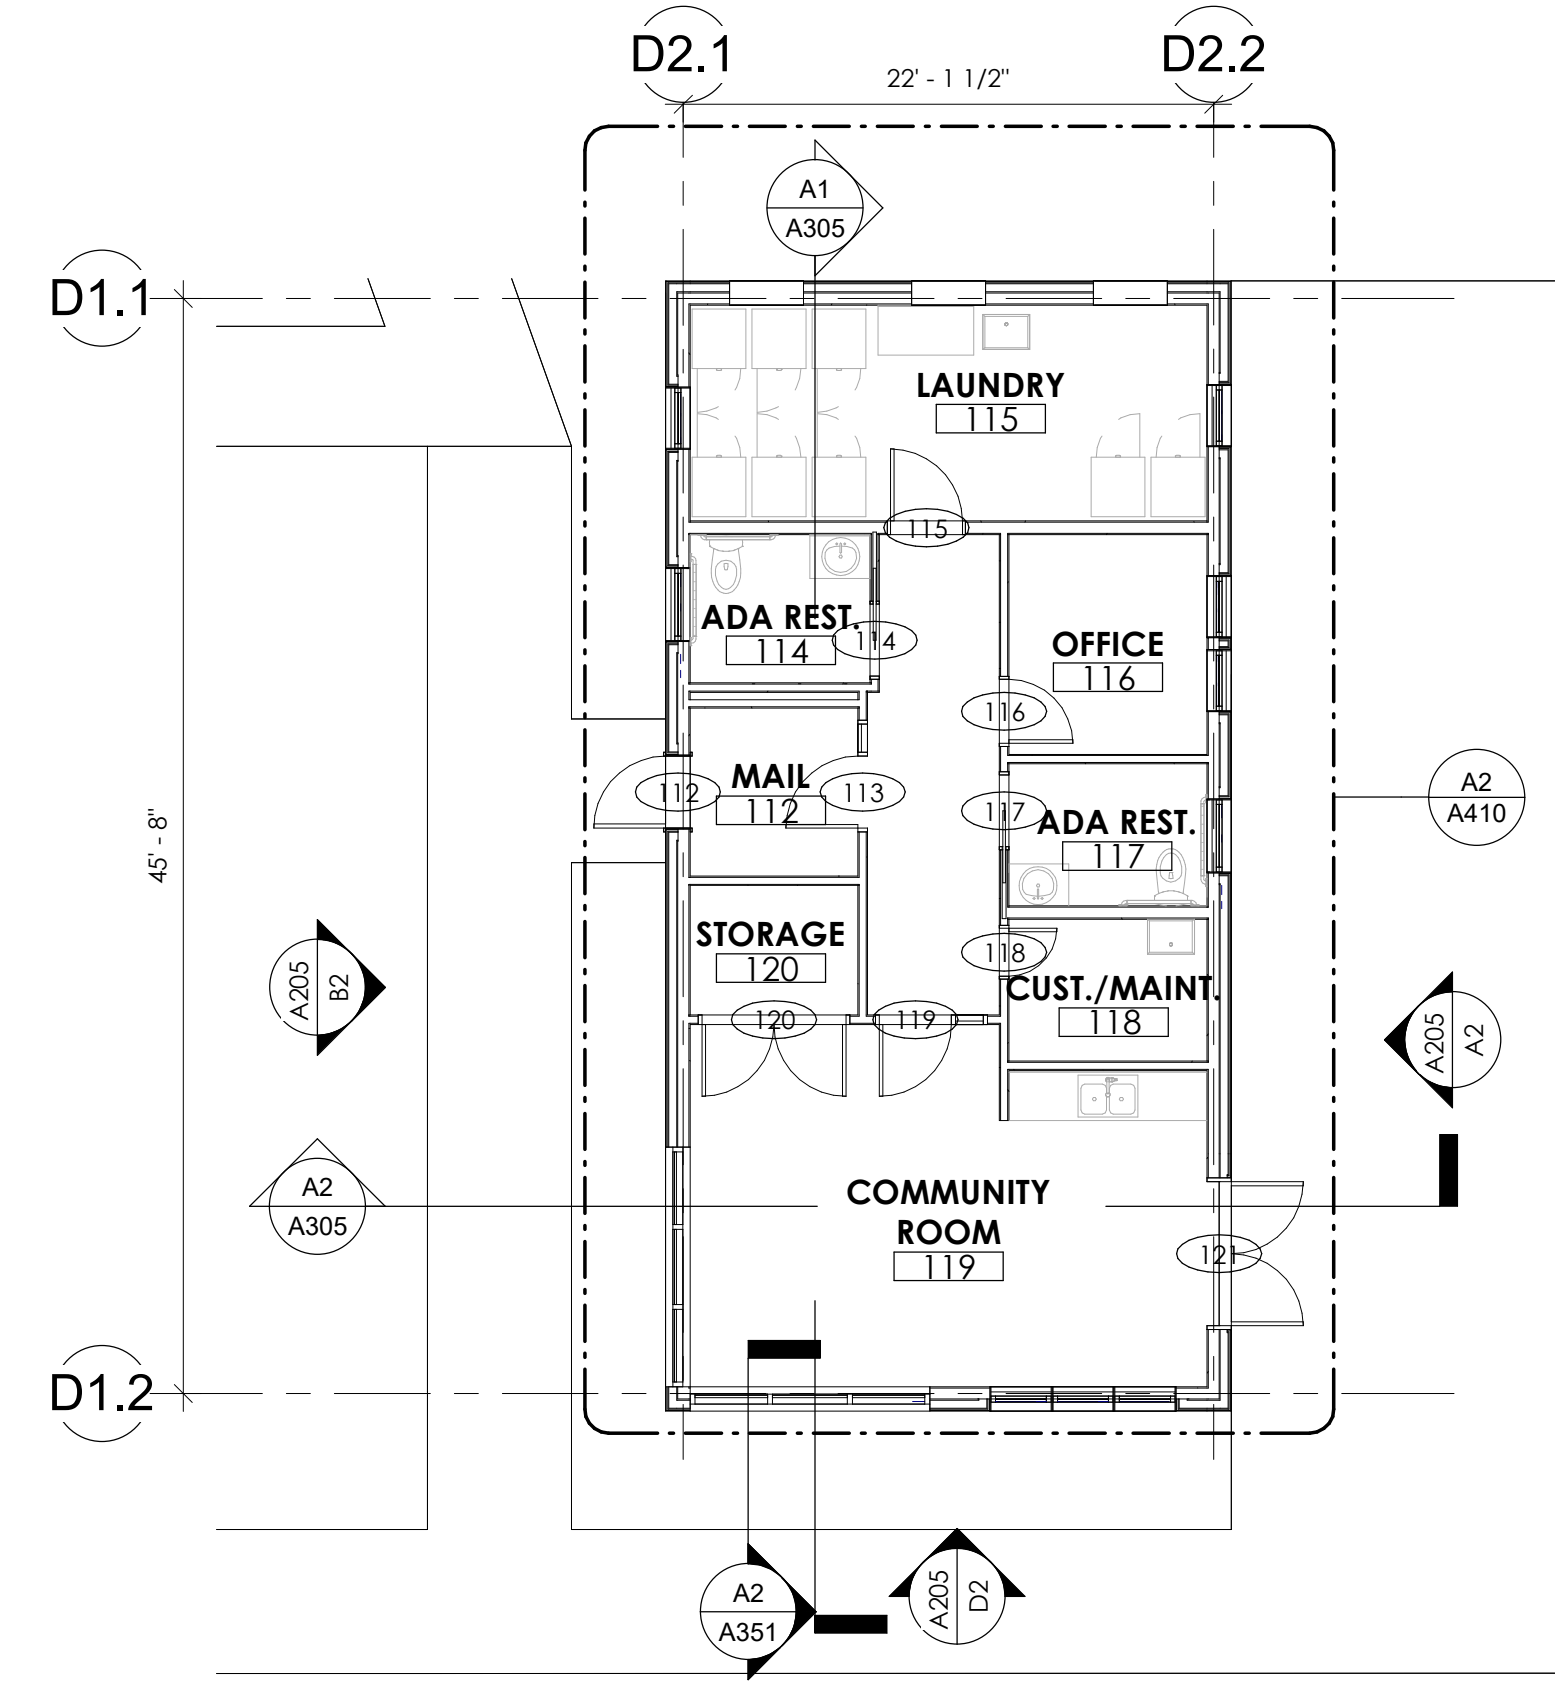 D2.1
D2.2
22' - 1 1/2"
A1
A305
D1.1
LAUNDRY
115
115
ADA REST.
114
114
OFFICE
116
116
MAIL
112
112
113
117
ADA REST.
117
A2
A410
45' - 8"
STORAGE
120
118
CUST./MAINT.
118
120
119
A205
B2
A205
A2
A2
A305
COMMUNITY
ROOM
119
121
D1.2
A2
A351
A205
D2